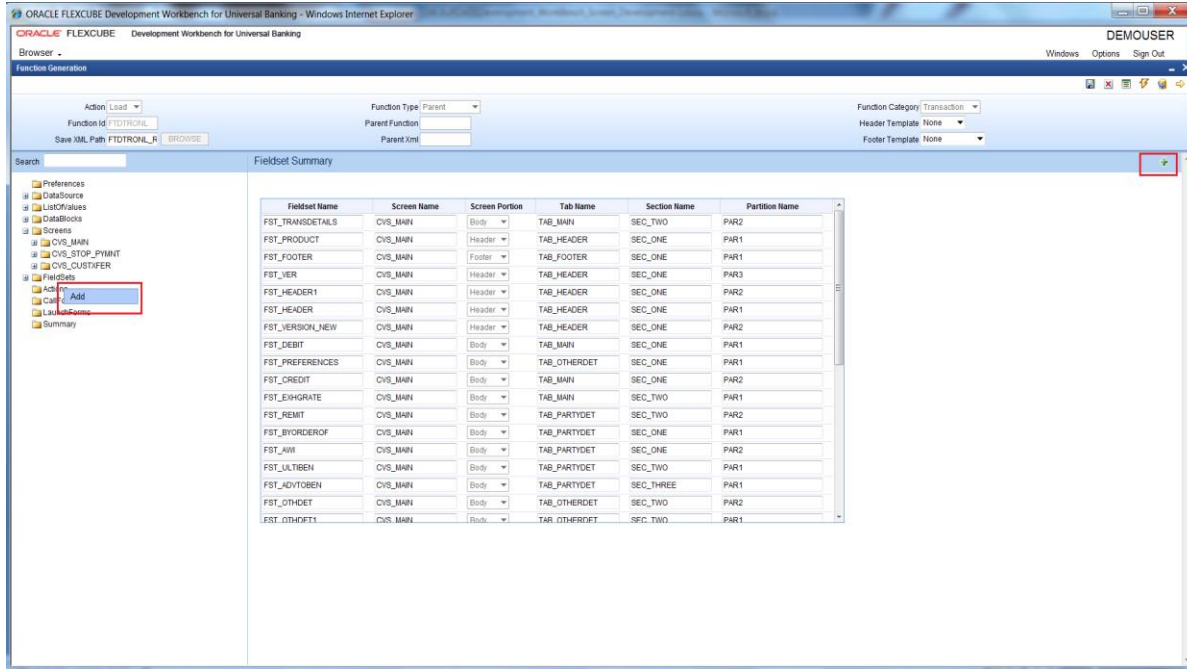 ORACLE FLEXCUBE Development Workbench for Universal Banking - Windows Internet Explorer
ORACLE FLEXCUBE Development Workbench for Universal Banking DEMOUSER
Browser Windows Options Sign Out
Function Generation
Action Load Function Type Parent Function Category Transaction
Function Id FTDTRONL Parent Function Header Template None
Save XML Path FTDTRONL_R BROWSE Parent Xml Footer Template None
Search Fieldset Summary
Preferences
DataSource
ListOfValues
DataBlocks
Screens
CVS_MAIN
CVS_STOP_PYMNT
CVS_CUSTXFER
FieldSets
Actions
Add
LaunchForms
Summary
Fieldset Name Screen Name Screen Portion Tab Name Section Name Partition Name
FST_TRANSDETAILS CVS_MAIN Body TAB_MAIN SEC_TWO PAR2
FST_PRODUCT CVS_MAIN Header TAB_HEADER SEC_ONE PAR1
FST_FOOTER CVS_MAIN Footer TAB_FOOTER SEC_ONE PAR1
FST_VER CVS_MAIN Header TAB_HEADER SEC_ONE PAR3
FST_HEADER1 CVS_MAIN Header TAB_HEADER SEC_ONE PAR2
FST_HEADER CVS_MAIN Header TAB_HEADER SEC_ONE PAR1
FST_VERSION_NEW CVS_MAIN Header TAB_HEADER SEC_ONE PAR2
FST_DEBIT CVS_MAIN Body TAB_MAIN SEC_ONE PAR1
FST_PREFERENCES CVS_MAIN Body TAB_OTHERDET SEC_ONE PAR1
FST_CREDIT CVS_MAIN Body TAB_MAIN SEC_ONE PAR2
FST_EXHGRATE CVS_MAIN Body TAB_MAIN SEC_TWO PAR1
FST_REMIT CVS_MAIN Body TAB_PARTYDET SEC_TWO PAR2
FST_BYORDEROF CVS_MAIN Body TAB_PARTYDET SEC_ONE PAR1
FST_AWI CVS_MAIN Body TAB_PARTYDET SEC_ONE PAR2
FST_ULTIBEN CVS_MAIN Body TAB_PARTYDET SEC_TWO PAR1
FST_ADVTOBEN CVS_MAIN Body TAB_PARTYDET SEC_THREE PAR1
FST_OTHDET CVS_MAIN Body TAB_OTHERDET SEC_TWO PAR2
FST_OTHDET1 CVS_MAIN Body TAB_OTHERDET SEC_TWO PAR1